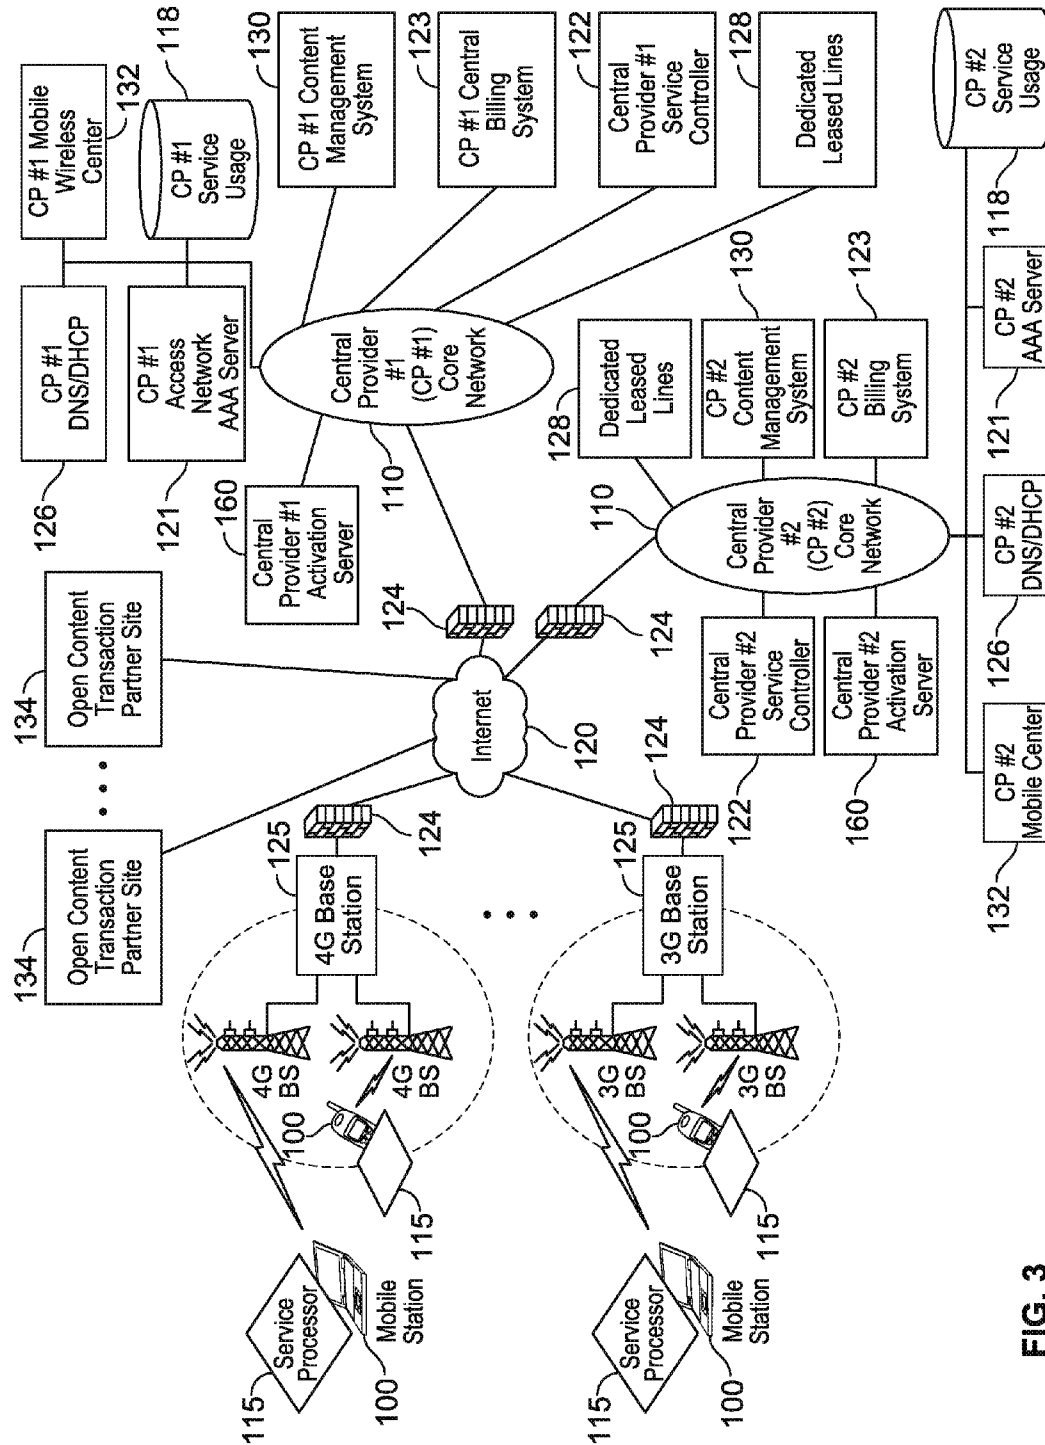 134
Open Content
Transaction
Partner Site
134
Open Content
Transaction
Partner Site
126
CP #1
DNS/DHCP
CP #1 Mobile
Wireless
Center
132
121
CP #1
Access
Network
AAA Server
CP #1
Service
Usage
118
160
Central
Provider #1
Activation
Server
110
Central
Provider
#1
(CP #1)
Core
Network
CP #1 Content
Management
System
130
CP #1 Central
Billing
System
123
Central
Provider #1
Service
Controller
122
Dedicated
Leased Lines
128
115
Service
Processor
100
Mobile
Station
100
115
4G
BS
4G
BS
4G Base
Station
125
124
Internet
120
124
124
124
115
Service
Processor
100
Mobile
Station
100
115
3G
BS
3G
BS
3G Base
Station
125
128
Dedicated
Leased
Lines
110
Central
Provider
#2
(CP #2)
Core
Network
CP #2
Content
Management
System
130
CP #2
Billing
System
123
122
Central
Provider #2
Service
Controller
160
Central
Provider #2
Activation
Server
132
CP #2
Mobile Center
126
CP #2
DNS/DHCP
121
CP #2
AAA Server
118
CP #2
Service
Usage
FIG. 3